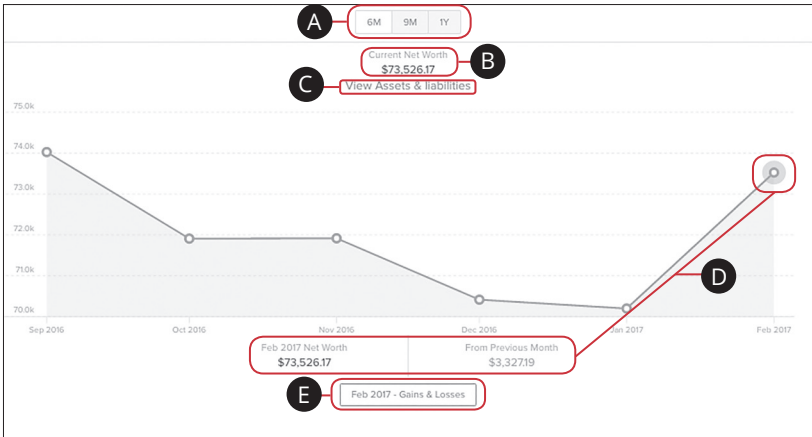 A
6M 9M 1Y
Current Net Worth
$73,526.17
B
C
View Assets & liabilities
75.0k
74.0k
73.0k
72.0k
71.0k
70.0k
D
Sep 2016 Oct 2016 Nov 2016 Dec 2016 Jan 2017 Feb 2017
Feb 2017 Net Worth From Previous Month
$73,526.17 $3,327.19
E
Feb 2017 - Gains & Losses